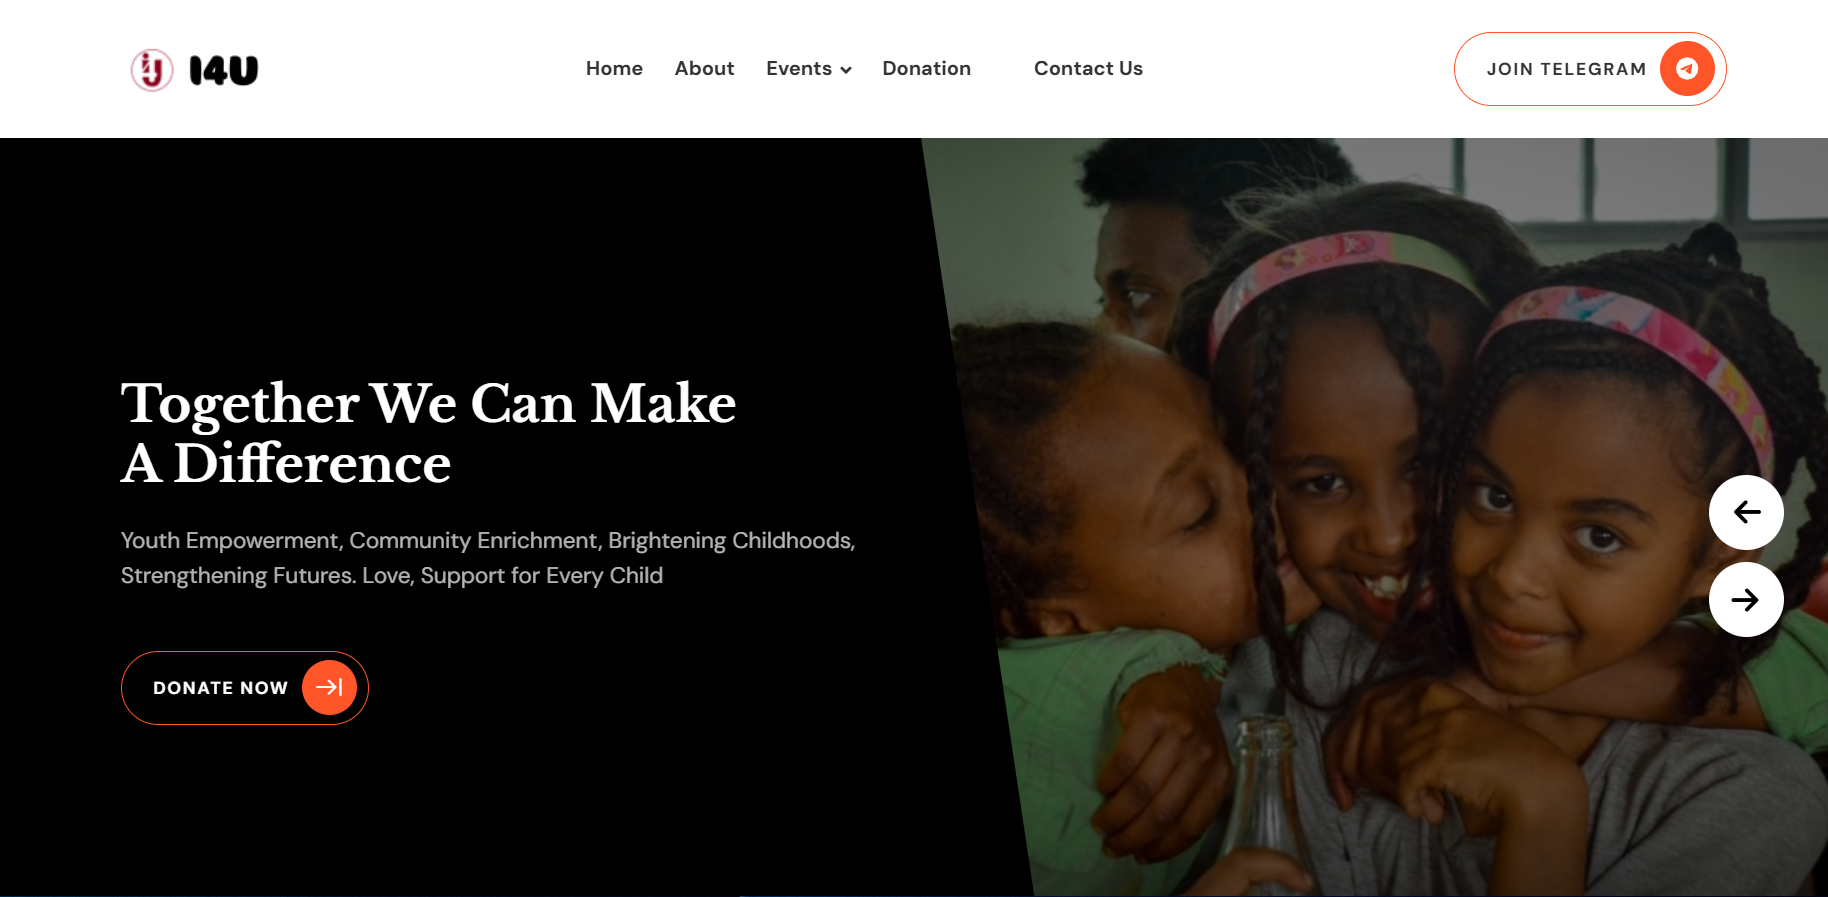 I4U
Home About Events Donation Contact Us
JOIN TELEGRAM
Together We Can Make
A Difference
Youth Empowerment, Community Enrichment, Brightening Childhoods,
Strengthening Futures. Love, Support for Every Child
DONATE NOW